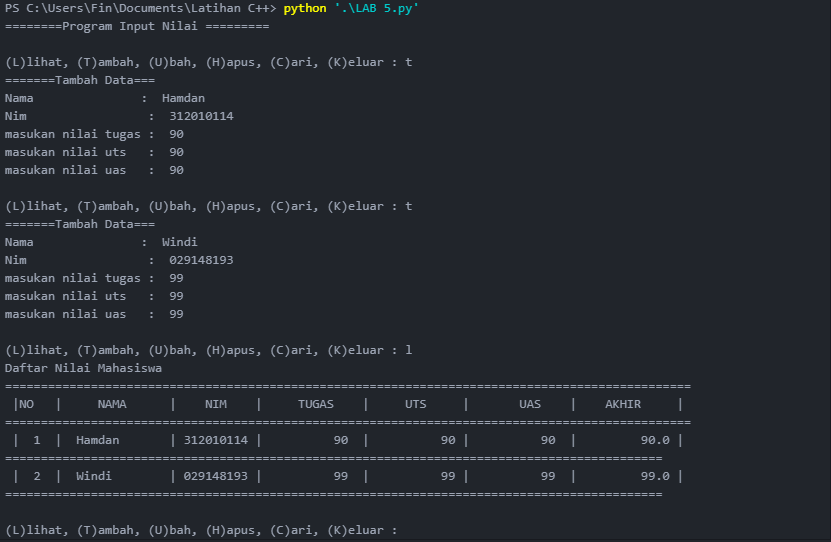 PS C:\Users\Fin\Documents\Latihan C++> python '.\LAB 5.py'
========Program Input Nilai =========
(L)lihat, (T)ambah, (U)bah, (H)apus, (C)ari, (K)eluar : t
=======Tambah Data===
Nama               :  Hamdan
Nim                 :  312010114
masukan nilai tugas :  90
masukan nilai uts   :  90
masukan nilai uas   :  90
(L)lihat, (T)ambah, (U)bah, (H)apus, (C)ari, (K)eluar : t
=======Tambah Data===
Nama               :  Windi
Nim                 :  029148193
masukan nilai tugas :  99
masukan nilai uts   :  99
masukan nilai uas   :  99
(L)lihat, (T)ambah, (U)bah, (H)apus, (C)ari, (K)eluar : l
Daftar Nilai Mahasiswa
================================================================================================
 |NO   |     NAMA      |    NIM    |     TUGAS    |     UTS     |       UAS    |    AKHIR     |
================================================================================================
 |  1  |  Hamdan       | 312010114 |          90  |          90 |          90  |         90.0 |
============================================================================================
 |  2  |  Windi        | 029148193 |          99  |          99 |          99  |         99.0 |
============================================================================================
(L)lihat, (T)ambah, (U)bah, (H)apus, (C)ari, (K)eluar :